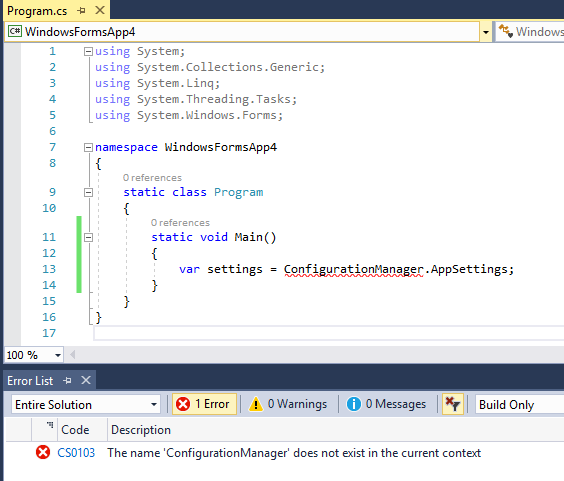 Program.cs
C# WindowsFormsApp4
Windows
1 using System;
2 using System.Collections.Generic;
3 using System.Linq;
4 using System.Threading.Tasks;
5 using System.Windows.Forms;
6
7 namespace WindowsFormsApp4
8 {
0 references
9 static class Program
10 {
0 references
11 static void Main()
12 {
13 var settings = ConfigurationManager.AppSettings;
14 }
15 }
16 }
17
100 %
Error List
Entire Solution 1 Error 0 Warnings 0 Messages Build Only
Code Description
CS0103 The name 'ConfigurationManager' does not exist in the current context